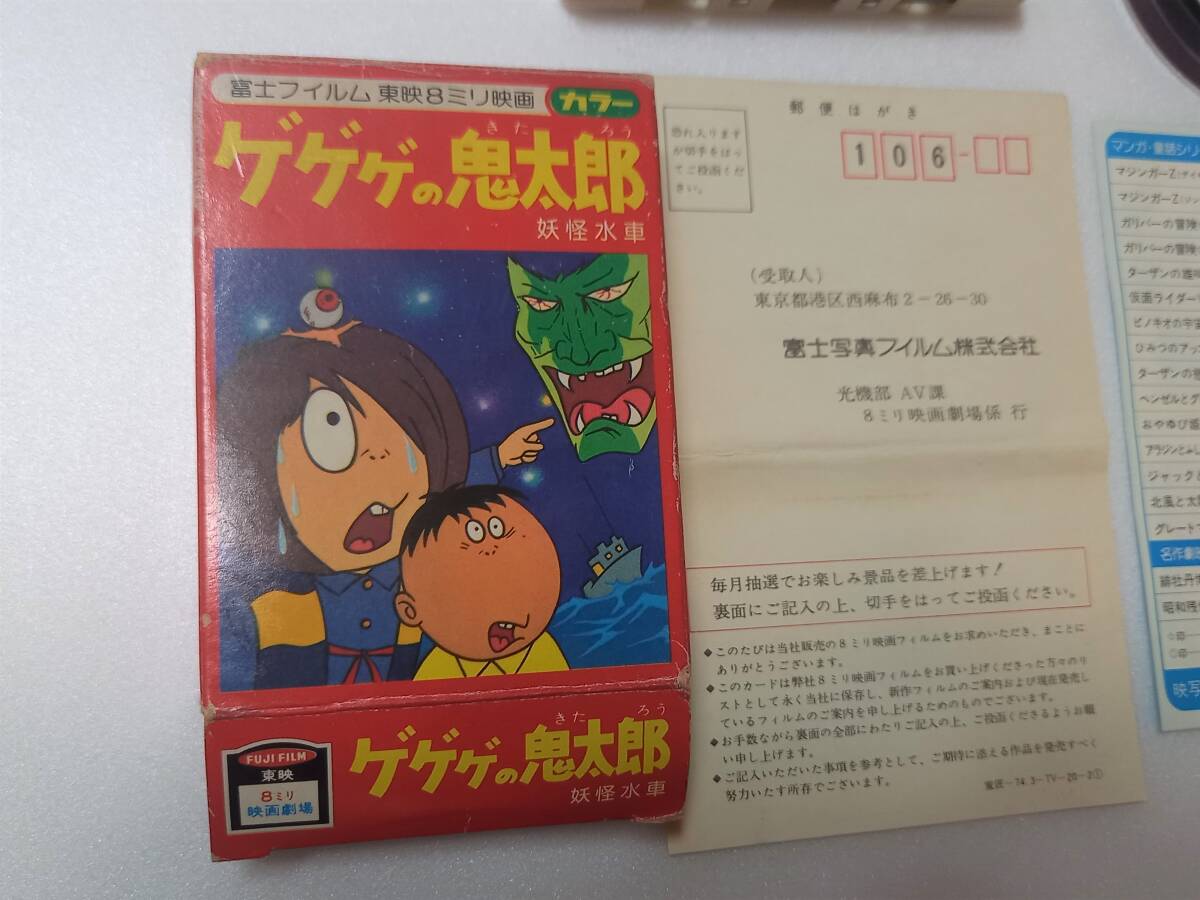 富士フイルム 東映8ミリ映画 カラー
きたろう
ゲゲゲの鬼太郎
妖怪水車
きたろう
ゲゲゲの鬼太郎
妖怪水車
FUJI FILM
東映
8ミリ
映画劇場
郵便はがき
恐れ入ります
が切手をはっ
てご投函くだ
さい。
106-
(受取人)
東京都港区西麻布2-26-30
富士写真フイルム株式会社
光機部 AV課
8ミリ映画劇場係 行
毎月抽選でお楽しみ景品を差上げます!
裏面にご記入の上、切手をはってご投函ください。
◆このたびは当社販売の8ミリ映画フィルムをお求めいただき、まことに
ありがとうございます。
◆このカードは弊社8ミリ映画フィルムをお買い上げくださった方々のリ
ストとして永く当社に保存し、新作フィルムのご案内および現在発売し
ているフィルムのご案内を申し上げるためのものでございます。
◆お手数ながら裏面の全部にわたりご記入の上、ご投函くださるようお願
い申し上げます。
◆ご記入いただいた事項を参考として、ご期待に添える作品を発売すべく
努力いたす所存でございます。
74.3-TV-20-2①
マンガ・童話シリ
マジンガーZ
マジンガーZ
ガリバーの冒険
ガリバーの冒険
ターザンの
仮面ライダー
ピノキオの宇宙
ひみつのアッ
ターザンの
ヘンゼルとグ
おやゆび姫
アラジンとふし
ジャックと
北風と太陽
グレート
名作劇
緋牡丹
昭和残
映写